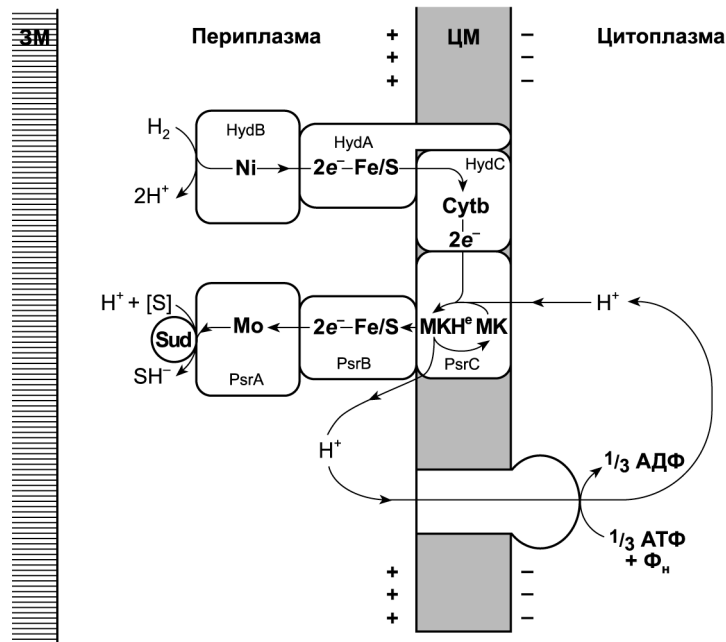 ЗМ Периплазма + ЦМ – Цитоплазма
+ –
+ –
H₂ HydB HydA HydC
Ni 2e⁻ Fe/S
2H⁺ Cytb
2e⁻
H⁺ + [S] H⁺
Sud Mo 2e⁻ Fe/S MKHᵉ MK
SH⁻ PsrA PsrB PsrC
H⁺
1/3 АДФ
1/3 АТФ
+ Фн
+ –
+ –
+ –